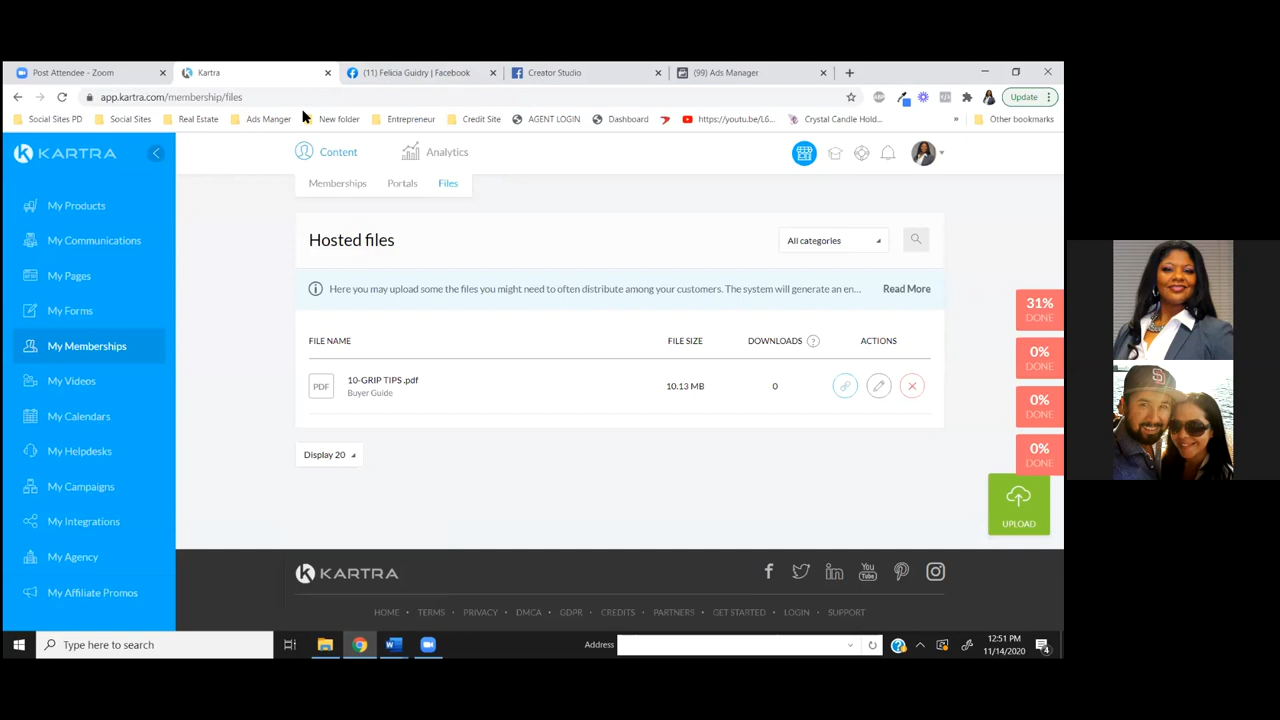 Post Attendee - Zoom
Kartra
(11) Felicia Guidry | Facebook
Creator Studio
(99) Ads Manager
app.kartra.com/membership/files
Update
Social Sites PD
Social Sites
Real Estate
Ads Manger
New folder
Entrepreneur
Credit Site
AGENT LOGIN
Dashboard
https://youtu.be/L6...
Crystal Candle Hold...
»
Other bookmarks
KARTRA
Content
Analytics
Memberships
Portals
Files
My Products
My Communications
My Pages
My Forms
My Memberships
My Videos
My Calendars
My Helpdesks
My Campaigns
My Integrations
My Agency
My Affiliate Promos
Hosted files
All categories
Here you may upload some the files you might need to often distribute among your customers. The system will generate an en...
Read More
FILE NAME
FILE SIZE
DOWNLOADS ?
ACTIONS
PDF
10-GRIP TIPS .pdf
Buyer Guide
10.13 MB
0
Display 20
31%
DONE
0%
DONE
0%
DONE
0%
DONE
UPLOAD
KARTRA
You
Tube
HOME • TERMS • PRIVACY • DMCA • GDPR • CREDITS • PARTNERS • GET STARTED • LOGIN • SUPPORT
Type here to search
Address
12:51 PM
11/14/2020
4